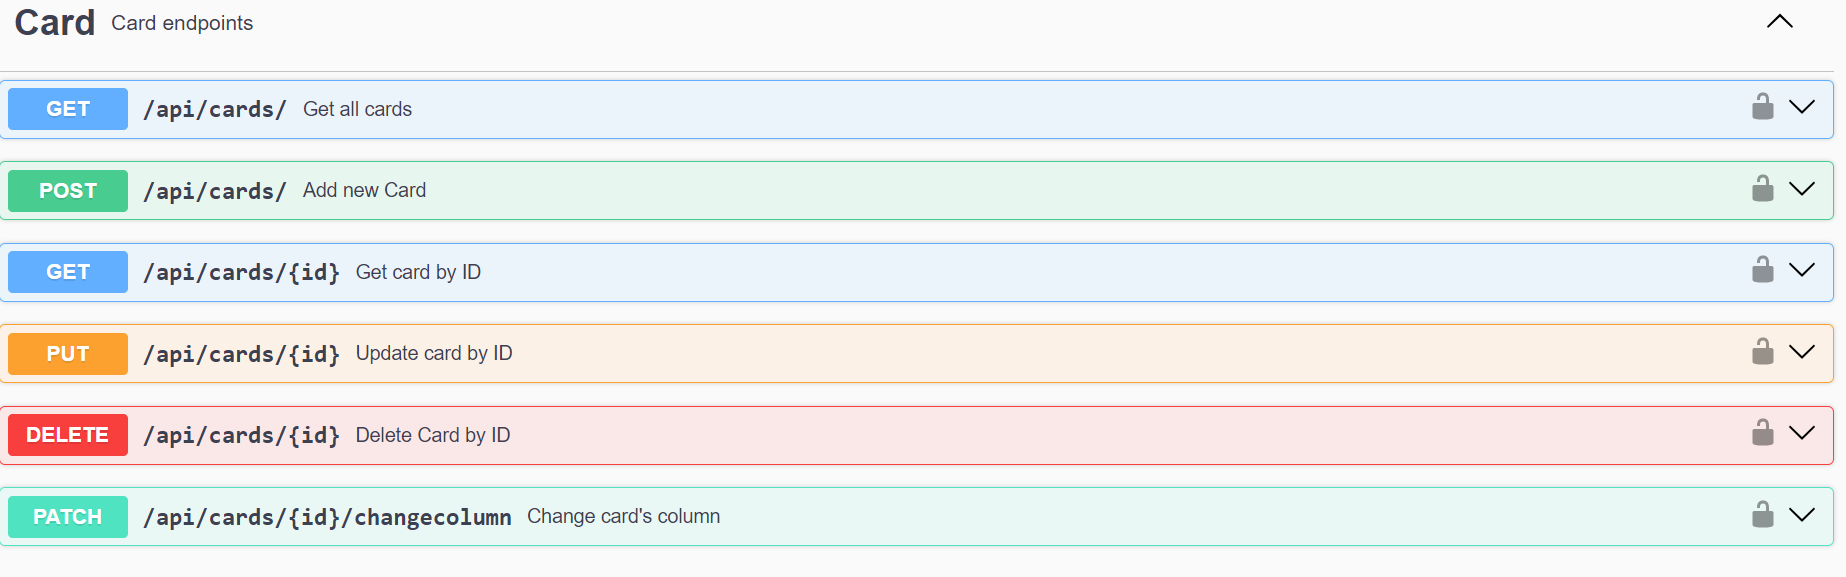 Card Card endpoints
GET /api/cards/ Get all cards
POST /api/cards/ Add new Card
GET /api/cards/{id} Get card by ID
PUT /api/cards/{id} Update card by ID
DELETE /api/cards/{id} Delete Card by ID
PATCH /api/cards/{id}/changecolumn Change card's column